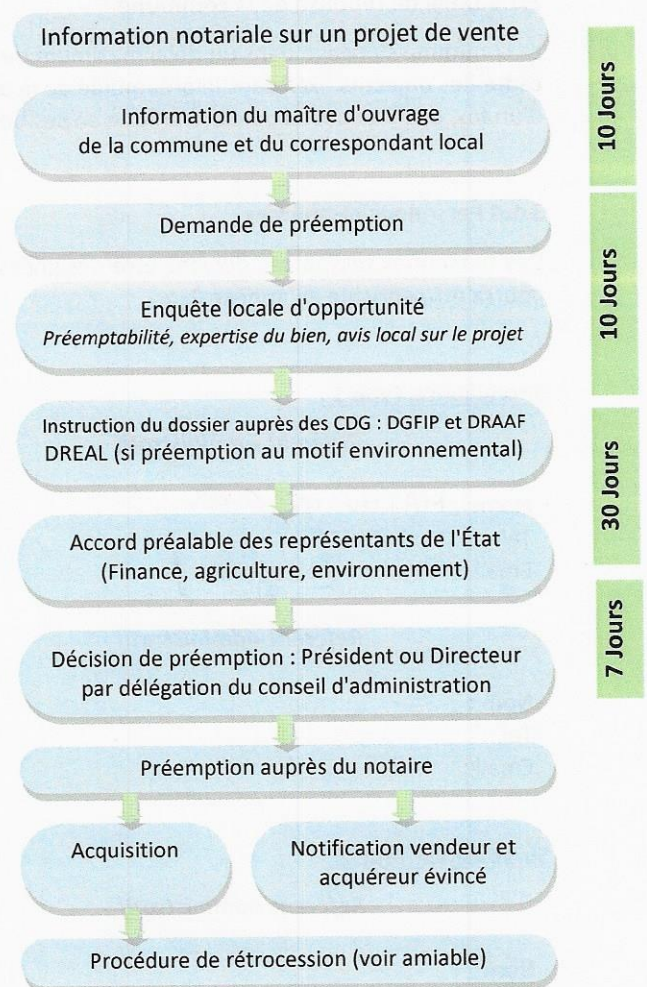 Information notariale sur un projet de vente
Information du maître d'ouvrage
de la commune et du correspondant local
10 Jours
Demande de préemption
Enquête locale d'opportunité
Préemptabilité, expertise du bien, avis local sur le projet
10 Jours
Instruction du dossier auprès des CDG : DGFIP et DRAAF
DREAL (si préemption au motif environnemental)
30 Jours
Accord préalable des représentants de l'État
(Finance, agriculture, environnement)
Décision de préemption : Président ou Directeur
par délégation du conseil d'administration
7 Jours
Préemption auprès du notaire
Acquisition
Notification vendeur et
acquéreur évincé
Procédure de rétrocession (voir amiable)